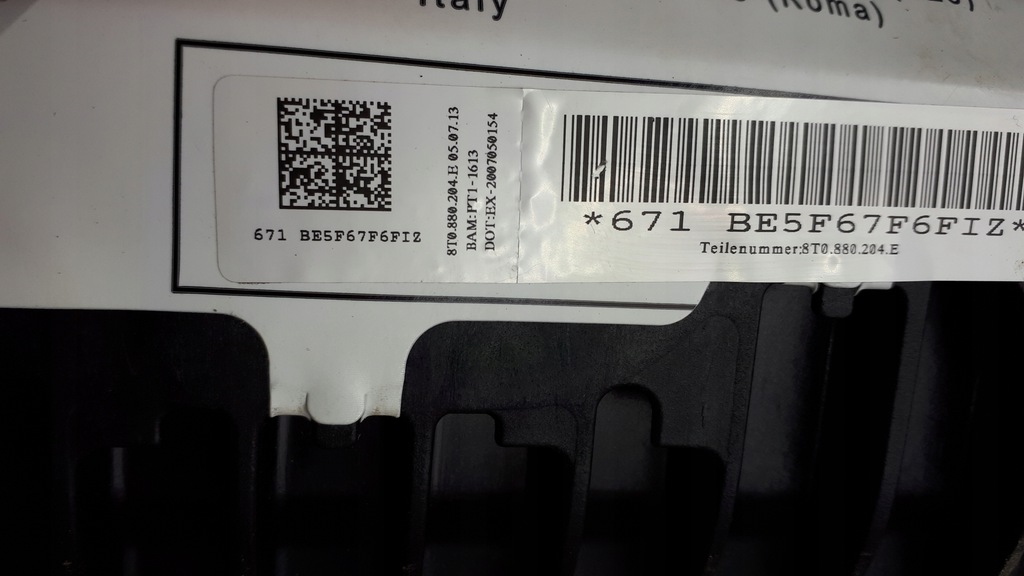 Italy
(Roma)
671 BE5F67F6FIZ
8T0.880.204.E 05.07.13
BAM:PT1-1613
DOT:EX-2007050154
*671 BE5F67F6FIZ*
Teilenummer:8T0.880.204.E